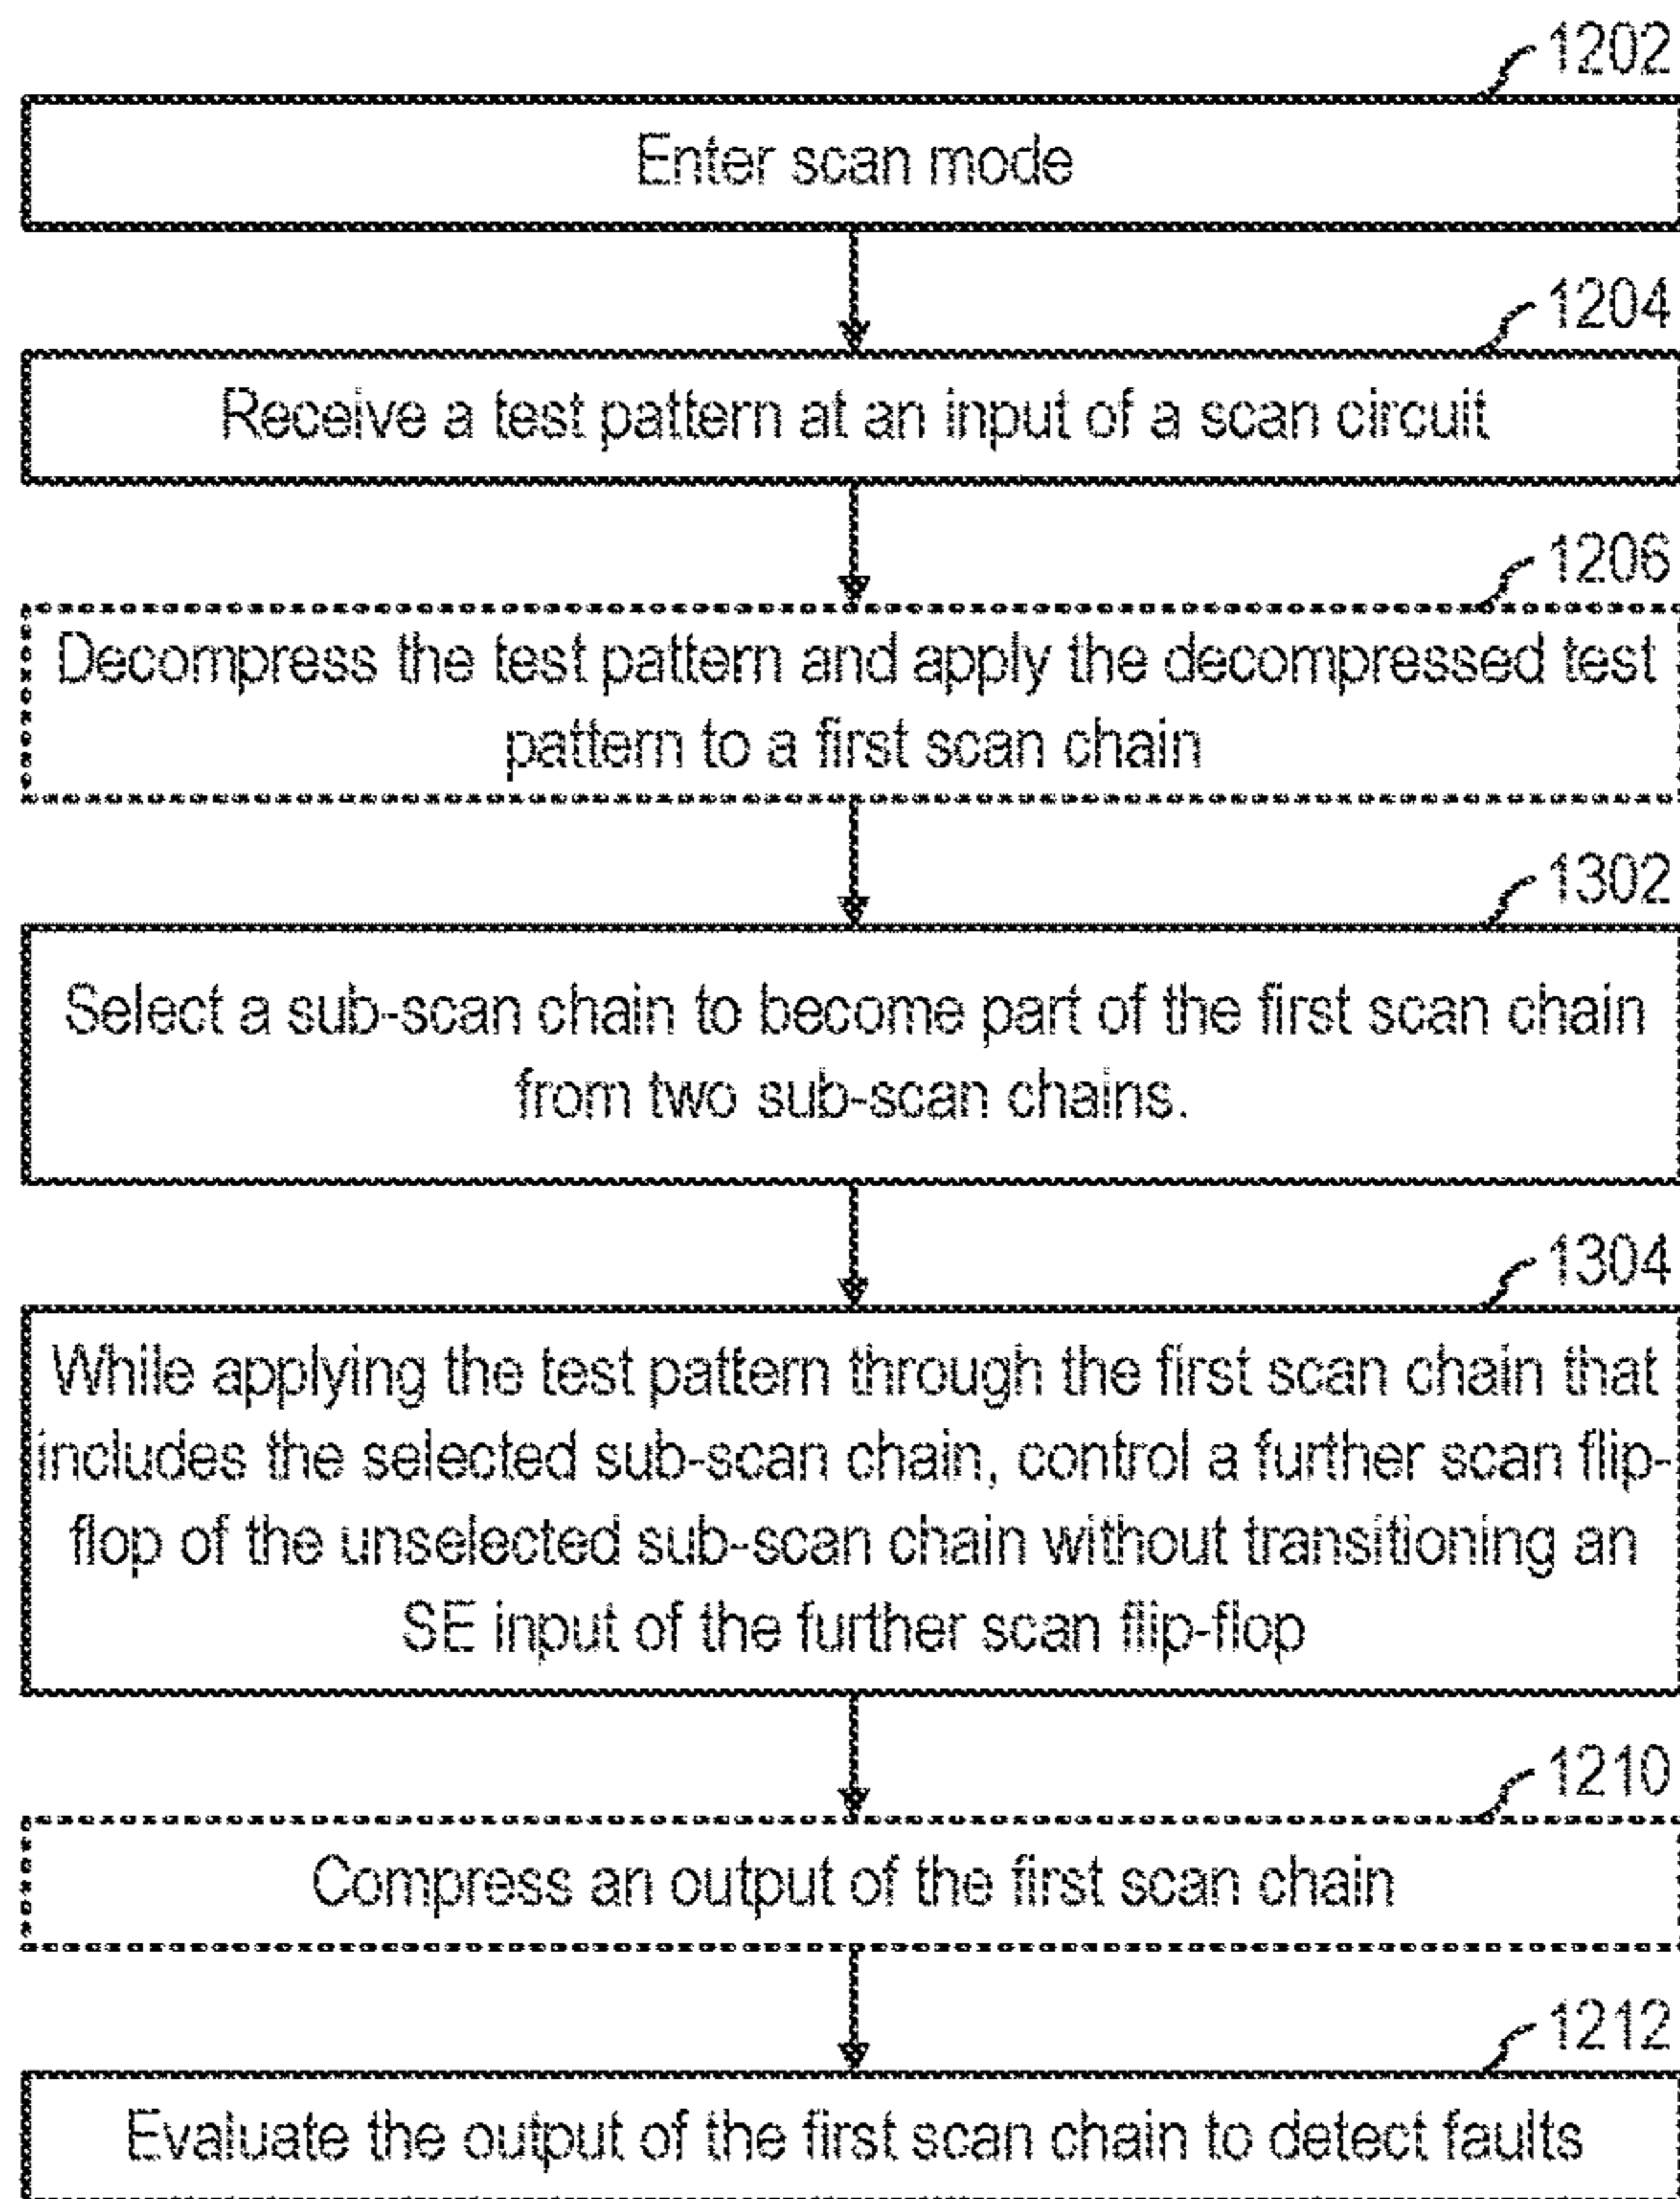 1202
Enter scan mode
1204
Receive a test pattern at an input of a scan circuit
1206
Decompress the test pattern and apply the decompressed test
pattern to a first scan chain
1302
Select a sub-scan chain to become part of the first scan chain
from two sub-scan chains.
1304
While applying the test pattern through the first scan chain that
includes the selected sub-scan chain, control a further scan flip-
flop of the unselected sub-scan chain without transitioning an
SE input of the further scan flip-flop
1210
Compress an output of the first scan chain
1212
Evaluate the output of the first scan chain to detect faults